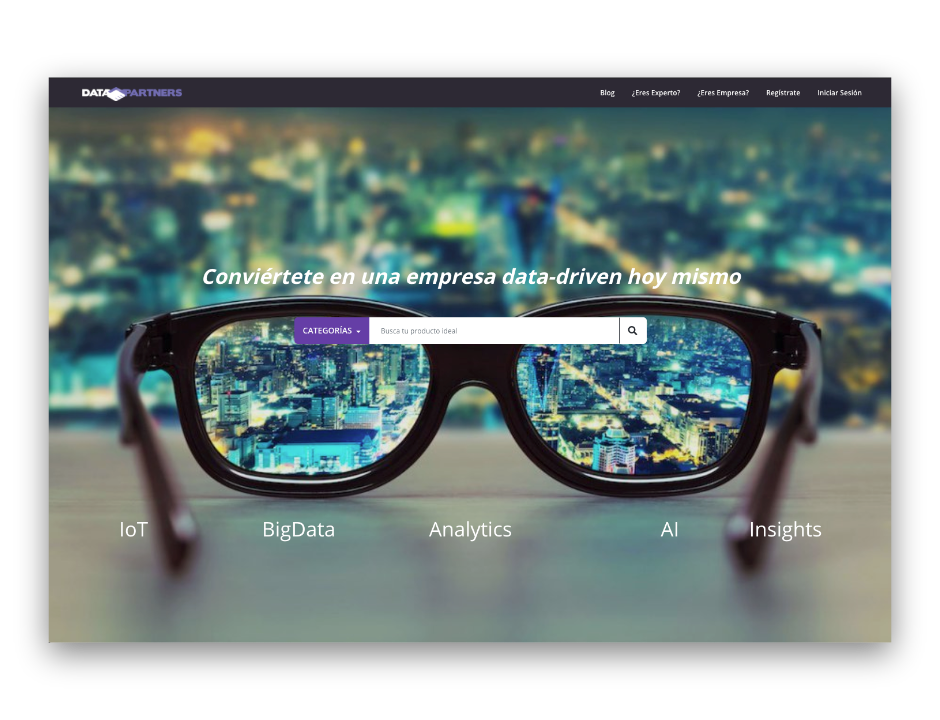 DATA PARTNERS
Blog ¿Eres Experto? ¿Eres Empresa? Regístrate Iniciar Sesión
Conviértete en una empresa data-driven hoy mismo
CATEGORÍAS Busca tu producto ideal
IoT BigData Analytics AI Insights